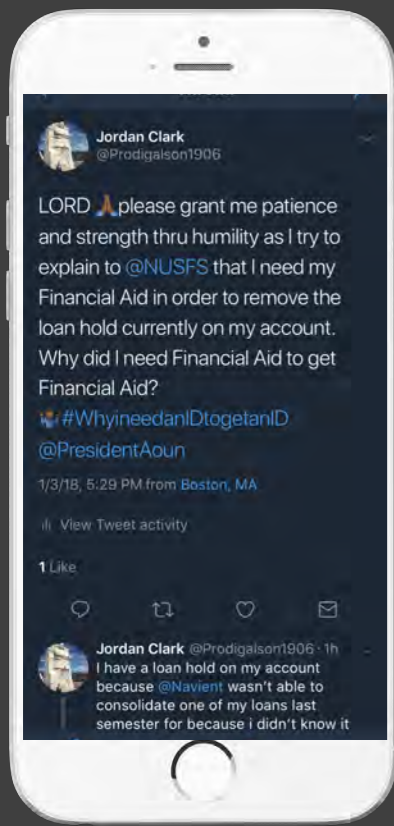 Jordan Clark
@Prodigalson1906
LORD 🙏🏾please grant me patience
and strength thru humility as I try to
explain to @NUSFS that I need my
Financial Aid in order to remove the
loan hold currently on my account.
Why did I need Financial Aid to get
Financial Aid?
🤷🏾‍♂️#WhyineedanIDtogetanID
@PresidentAoun
1/3/18, 5:29 PM from Boston, MA
View Tweet activity
1 Like
Jordan Clark @Prodigalson1906 · 1h
I have a loan hold on my account
because @Navient wasn't able to
consolidate one of my loans last
semester for because i didn't know it